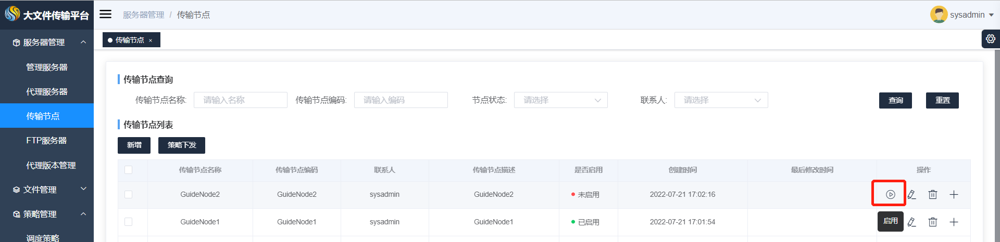 大文件传输平台
服务器管理 / 传输节点
sysadmin
服务器管理
传输节点 ×
管理服务器
代理服务器
传输节点
FTP服务器
代理版本管理
文件管理
策略管理
调度策略
传输节点查询
传输节点名称: 请输入名称 传输节点编码: 请输入编码 节点状态: 请选择 联系人: 请选择 查询 重置
传输节点列表
新增 策略下发
传输节点名称 传输节点编码 联系人 传输节点描述 是否启用 创建时间 最后修改时间 操作
GuideNode2 GuideNode2 sysadmin GuideNode2 未启用 2022-07-21 17:02:16
GuideNode1 GuideNode1 sysadmin GuideNode1 已启用 2022-07-21 17:01:54 启用